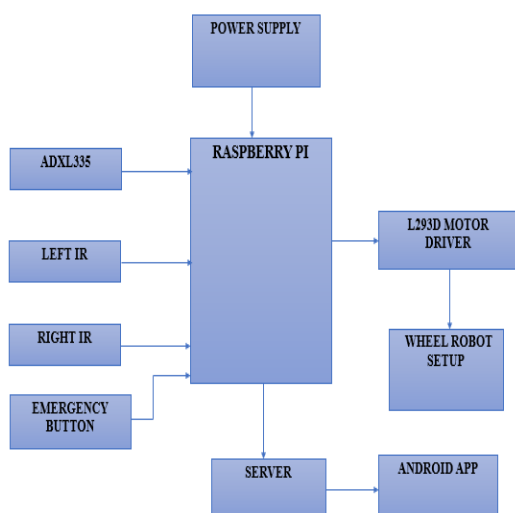 POWER SUPPLY
RASPBERRY PI
ADXL335
LEFT IR
RIGHT IR
EMERGENCY
BUTTON
L293D MOTOR
DRIVER
WHEEL ROBOT
SETUP
SERVER
ANDROID APP